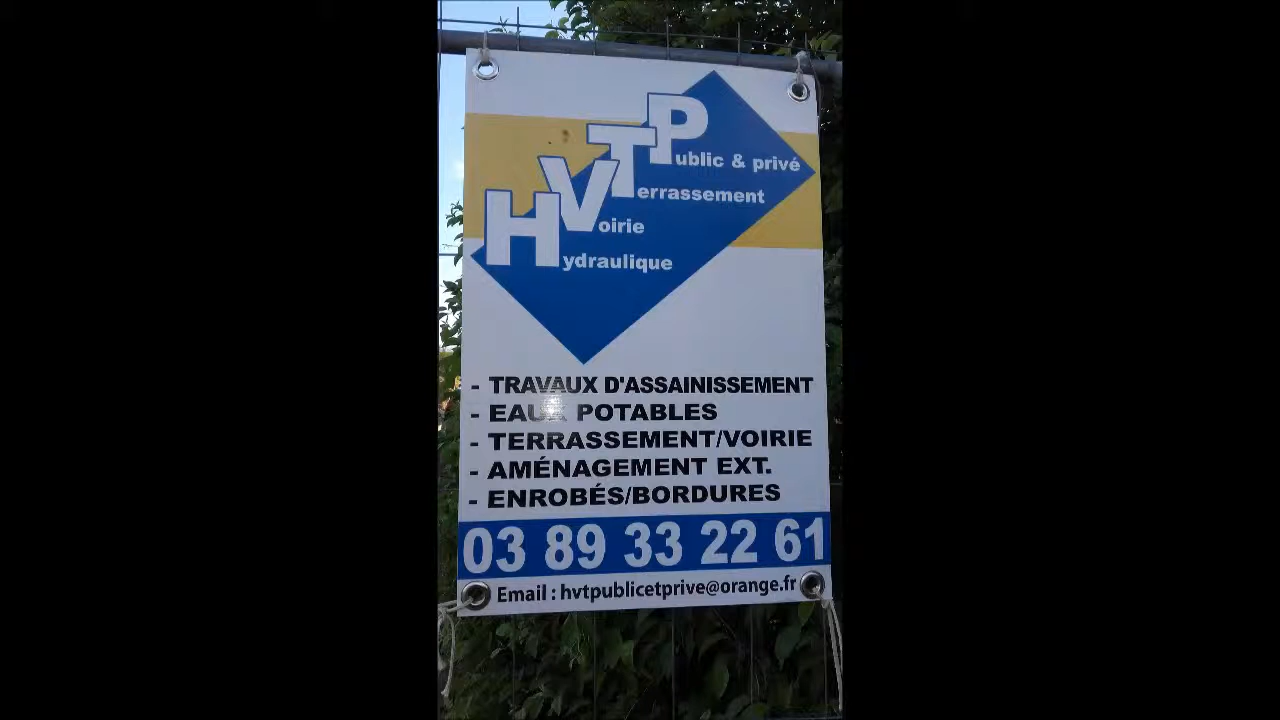 Public & privé
Terrassement
Voirie
Hydraulique
- TRAVAUX D'ASSAINISSEMENT
- EAUX POTABLES
- TERRASSEMENT/VOIRIE
- AMÉNAGEMENT EXT.
- ENROBÉS/BORDURES
03 89 33 22 61
Email : hvtpublicetprive@orange.fr